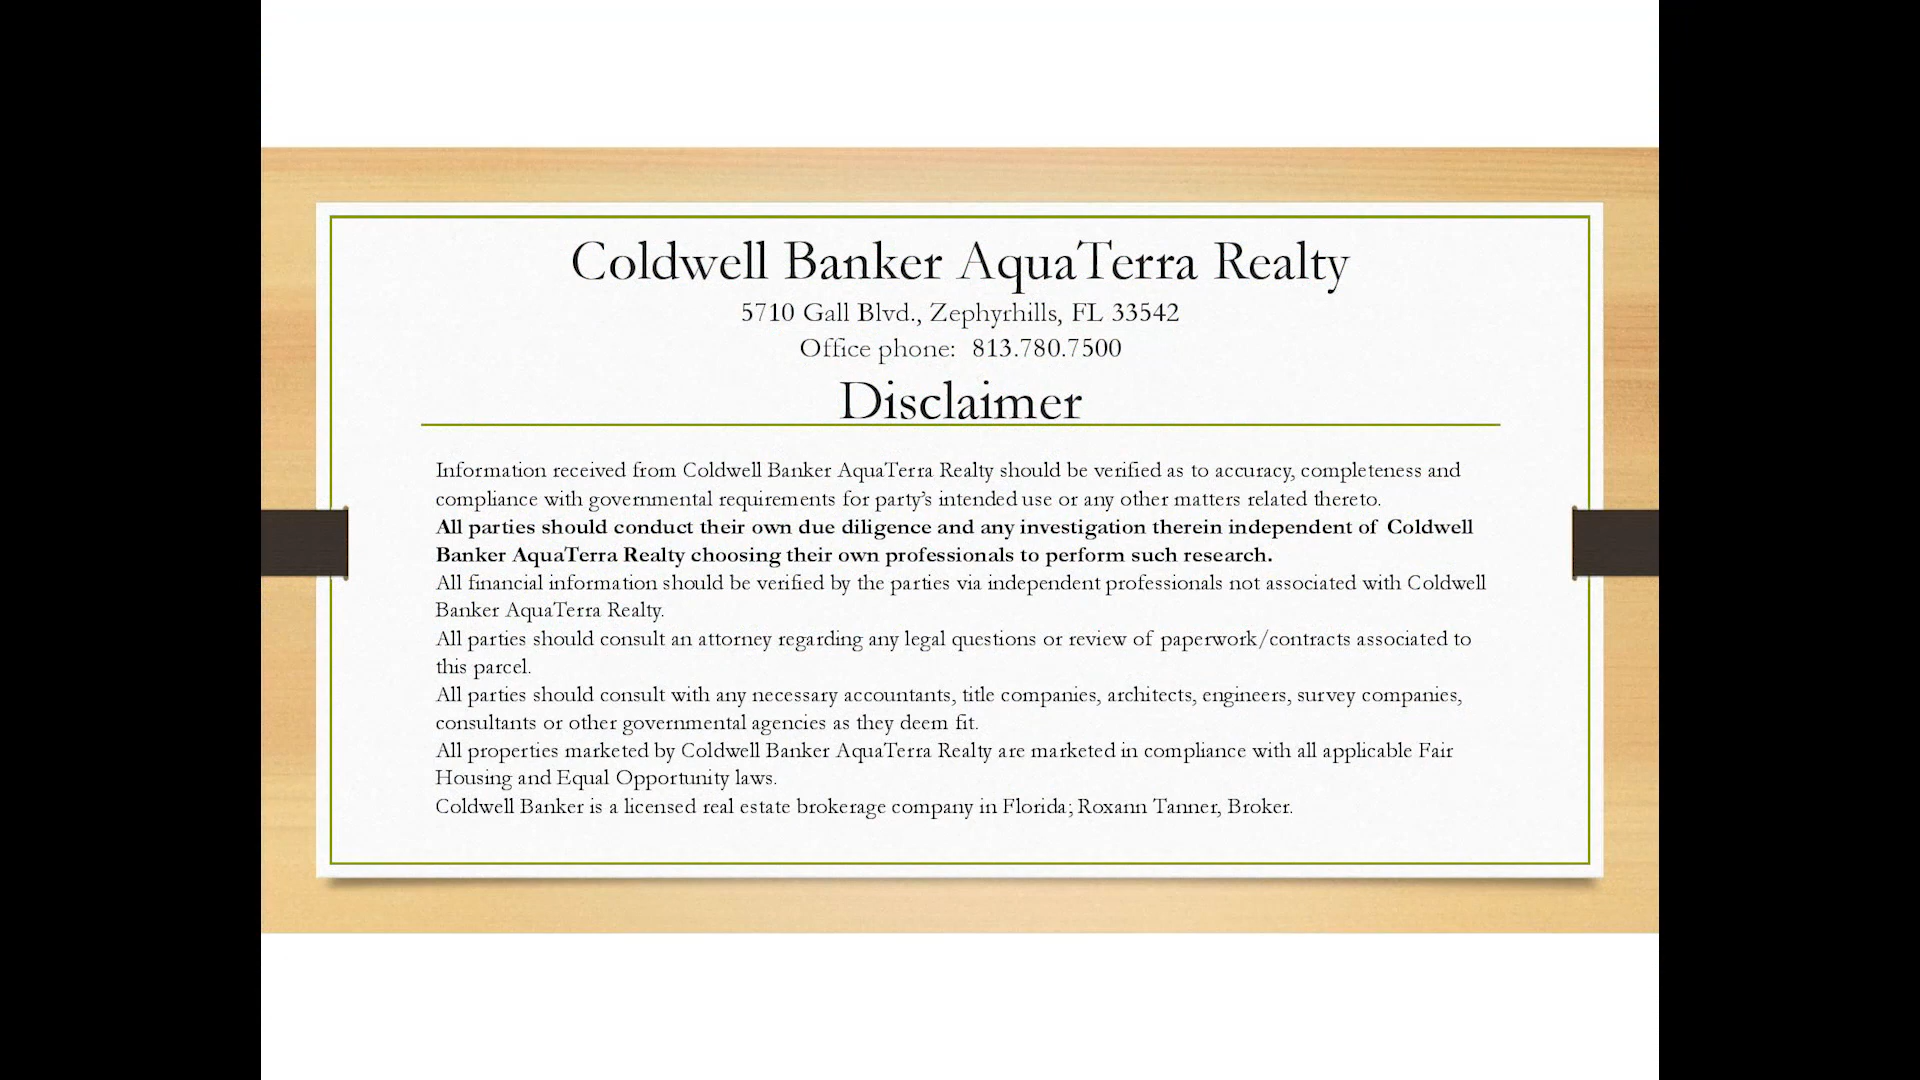 Coldwell Banker AquaTerra Realty
5710 Gall Blvd., Zephyrhills, FL 33542
Office phone:  813.780.7500
Disclaimer
Information received from Coldwell Banker AquaTerra Realty should be verified as to accuracy, completeness and
compliance with governmental requirements for party’s intended use or any other matters related thereto.
All parties should conduct their own due diligence and any investigation therein independent of Coldwell
Banker AquaTerra Realty choosing their own professionals to perform such research.
All financial information should be verified by the parties via independent professionals not associated with Coldwell
Banker AquaTerra Realty.
All parties should consult an attorney regarding any legal questions or review of paperwork/contracts associated to
this parcel.
All parties should consult with any necessary accountants, title companies, architects, engineers, survey companies,
consultants or other governmental agencies as they deem fit.
All properties marketed by Coldwell Banker AquaTerra Realty are marketed in compliance with all applicable Fair
Housing and Equal Opportunity laws.
Coldwell Banker is a licensed real estate brokerage company in Florida; Roxann Tanner, Broker.